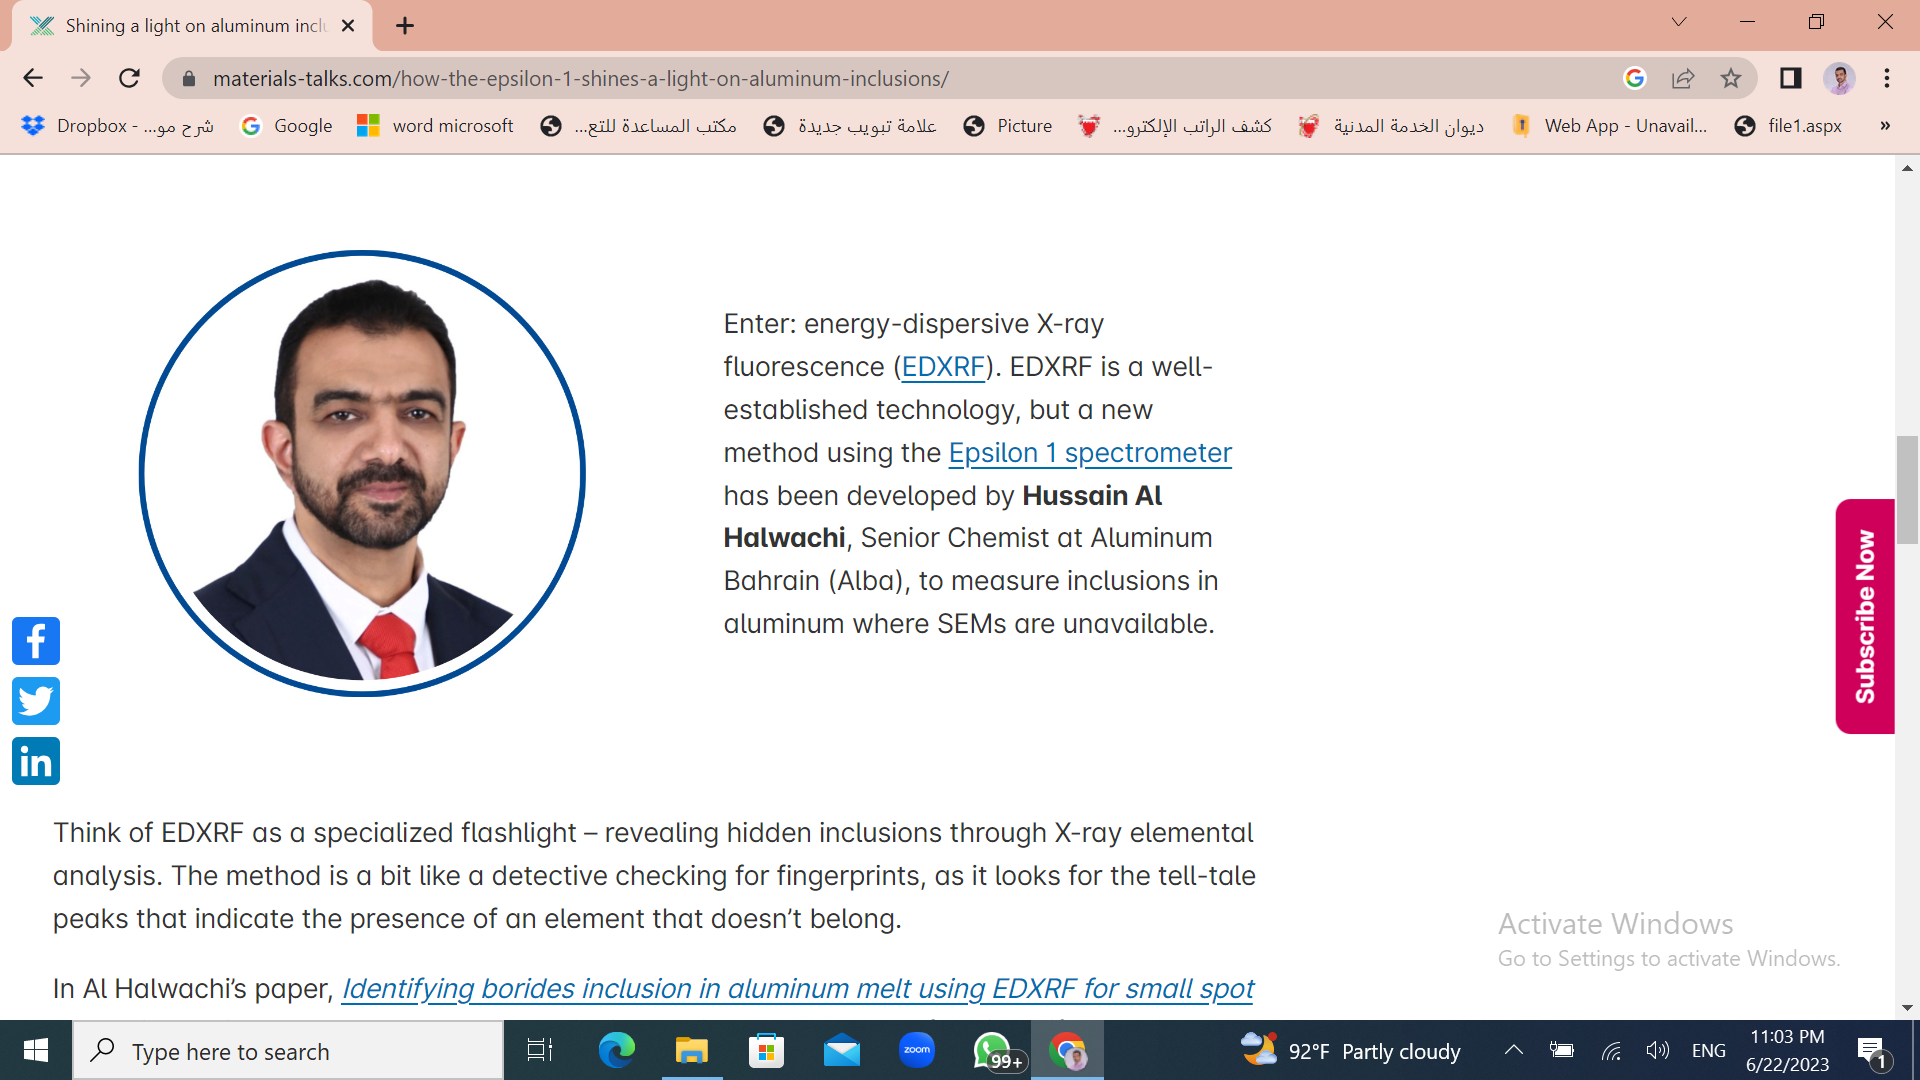 Shining a light on aluminum inclu
materials-talks.com/how-the-epsilon-1-shines-a-light-on-aluminum-inclusions/
Dropbox - ...شرح مو
Google
word microsoft
مكتب المساعدة للتع...
علامة تبويب جديدة
Picture
كشف الراتب الإلكترو...
ديوان الخدمة المدنية
Web App - Unavail...
file1.aspx
»
Enter: energy-dispersive X-ray
fluorescence (EDXRF). EDXRF is a well-
established technology, but a new
method using the Epsilon 1 spectrometer
has been developed by Hussain Al
Halwachi, Senior Chemist at Aluminum
Bahrain (Alba), to measure inclusions in
aluminum where SEMs are unavailable.
Subscribe Now
Think of EDXRF as a specialized flashlight – revealing hidden inclusions through X-ray elemental
analysis. The method is a bit like a detective checking for fingerprints, as it looks for the tell-tale
peaks that indicate the presence of an element that doesn’t belong.
In Al Halwachi’s paper, Identifying borides inclusion in aluminum melt using EDXRF for small spot
Activate Windows
Go to Settings to activate Windows.
Type here to search
zoom
99+
92°F Partly cloudy
ENG
11:03 PM
6/22/2023
1